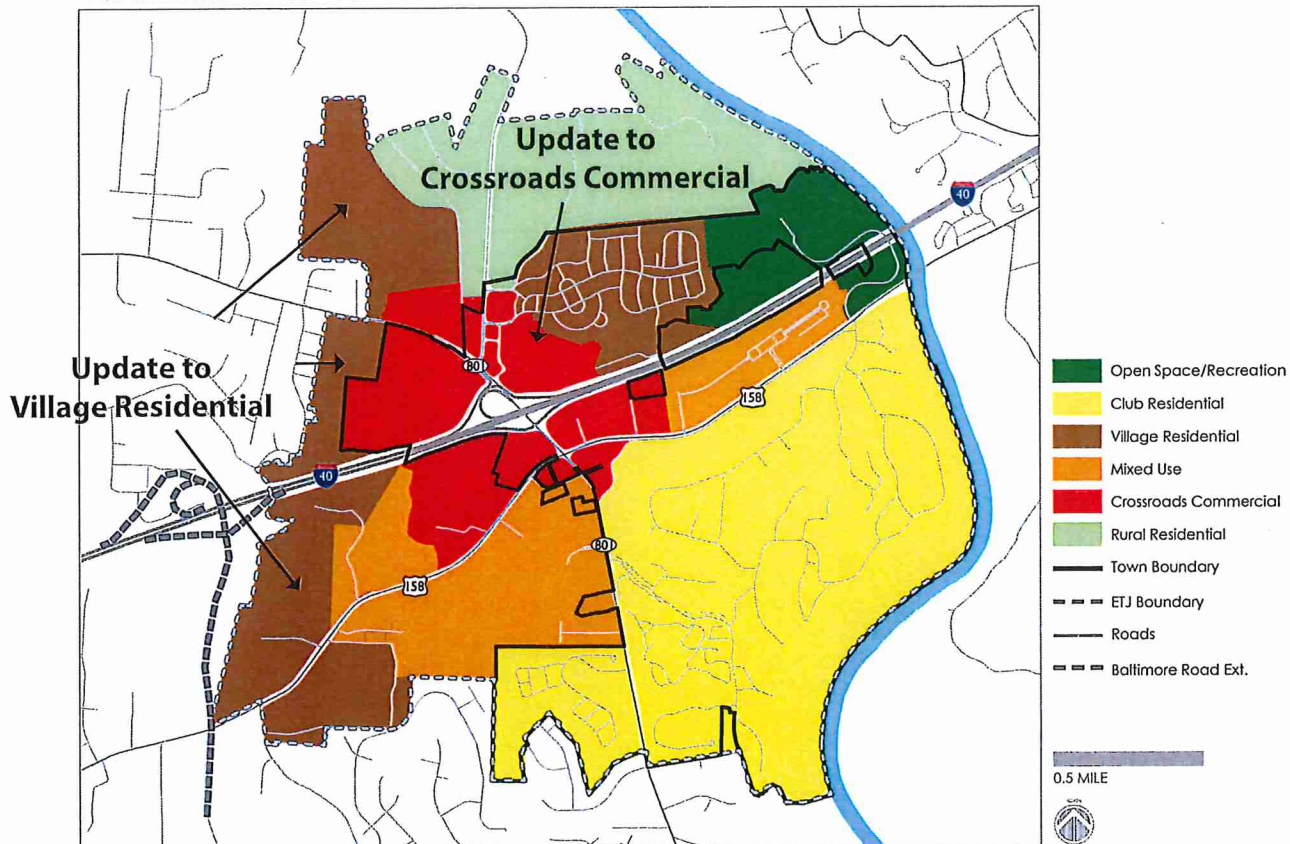 Update to
Crossroads Commercial
40
801
Update to
Village Residential
158
40
801
158
Open Space/Recreation
Club Residential
Village Residential
Mixed Use
Crossroads Commercial
Rural Residential
Town Boundary
ETJ Boundary
Roads
Baltimore Road Ext.
0.5 MILE